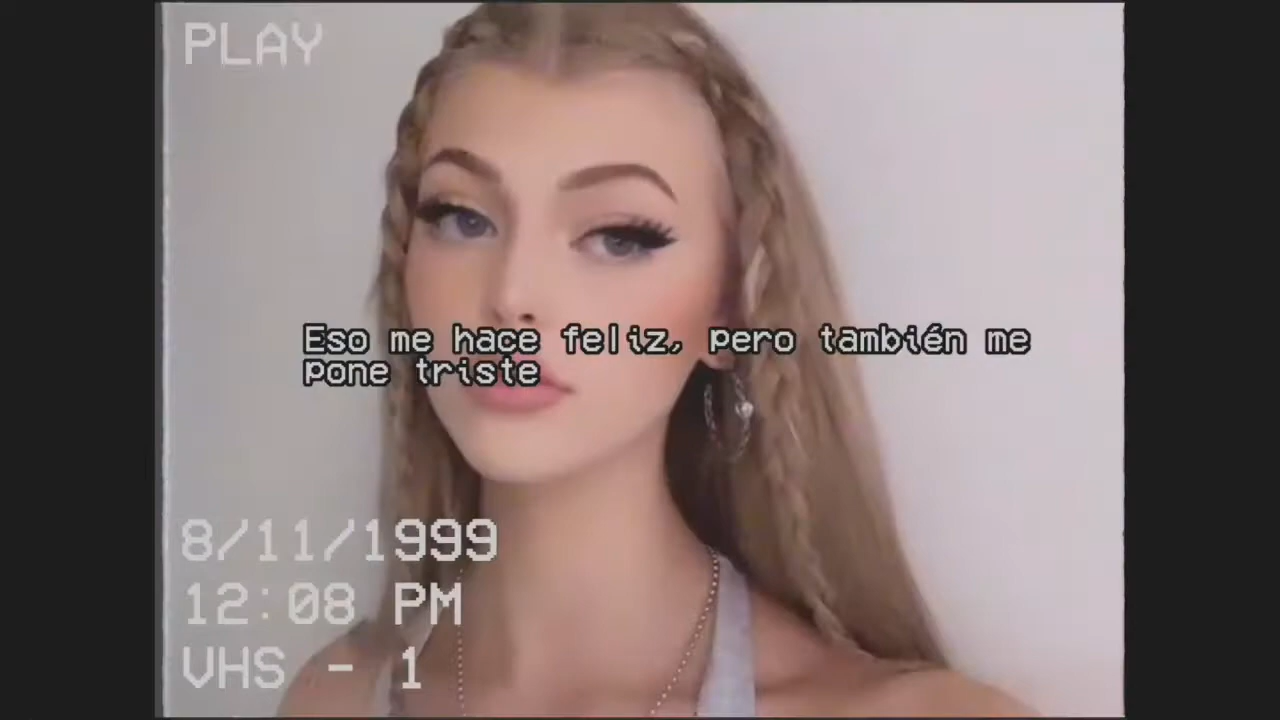 PLAY
Eso me hace feliz, pero también me
pone triste
8/11/1999
12:08 PM
VHS - 1